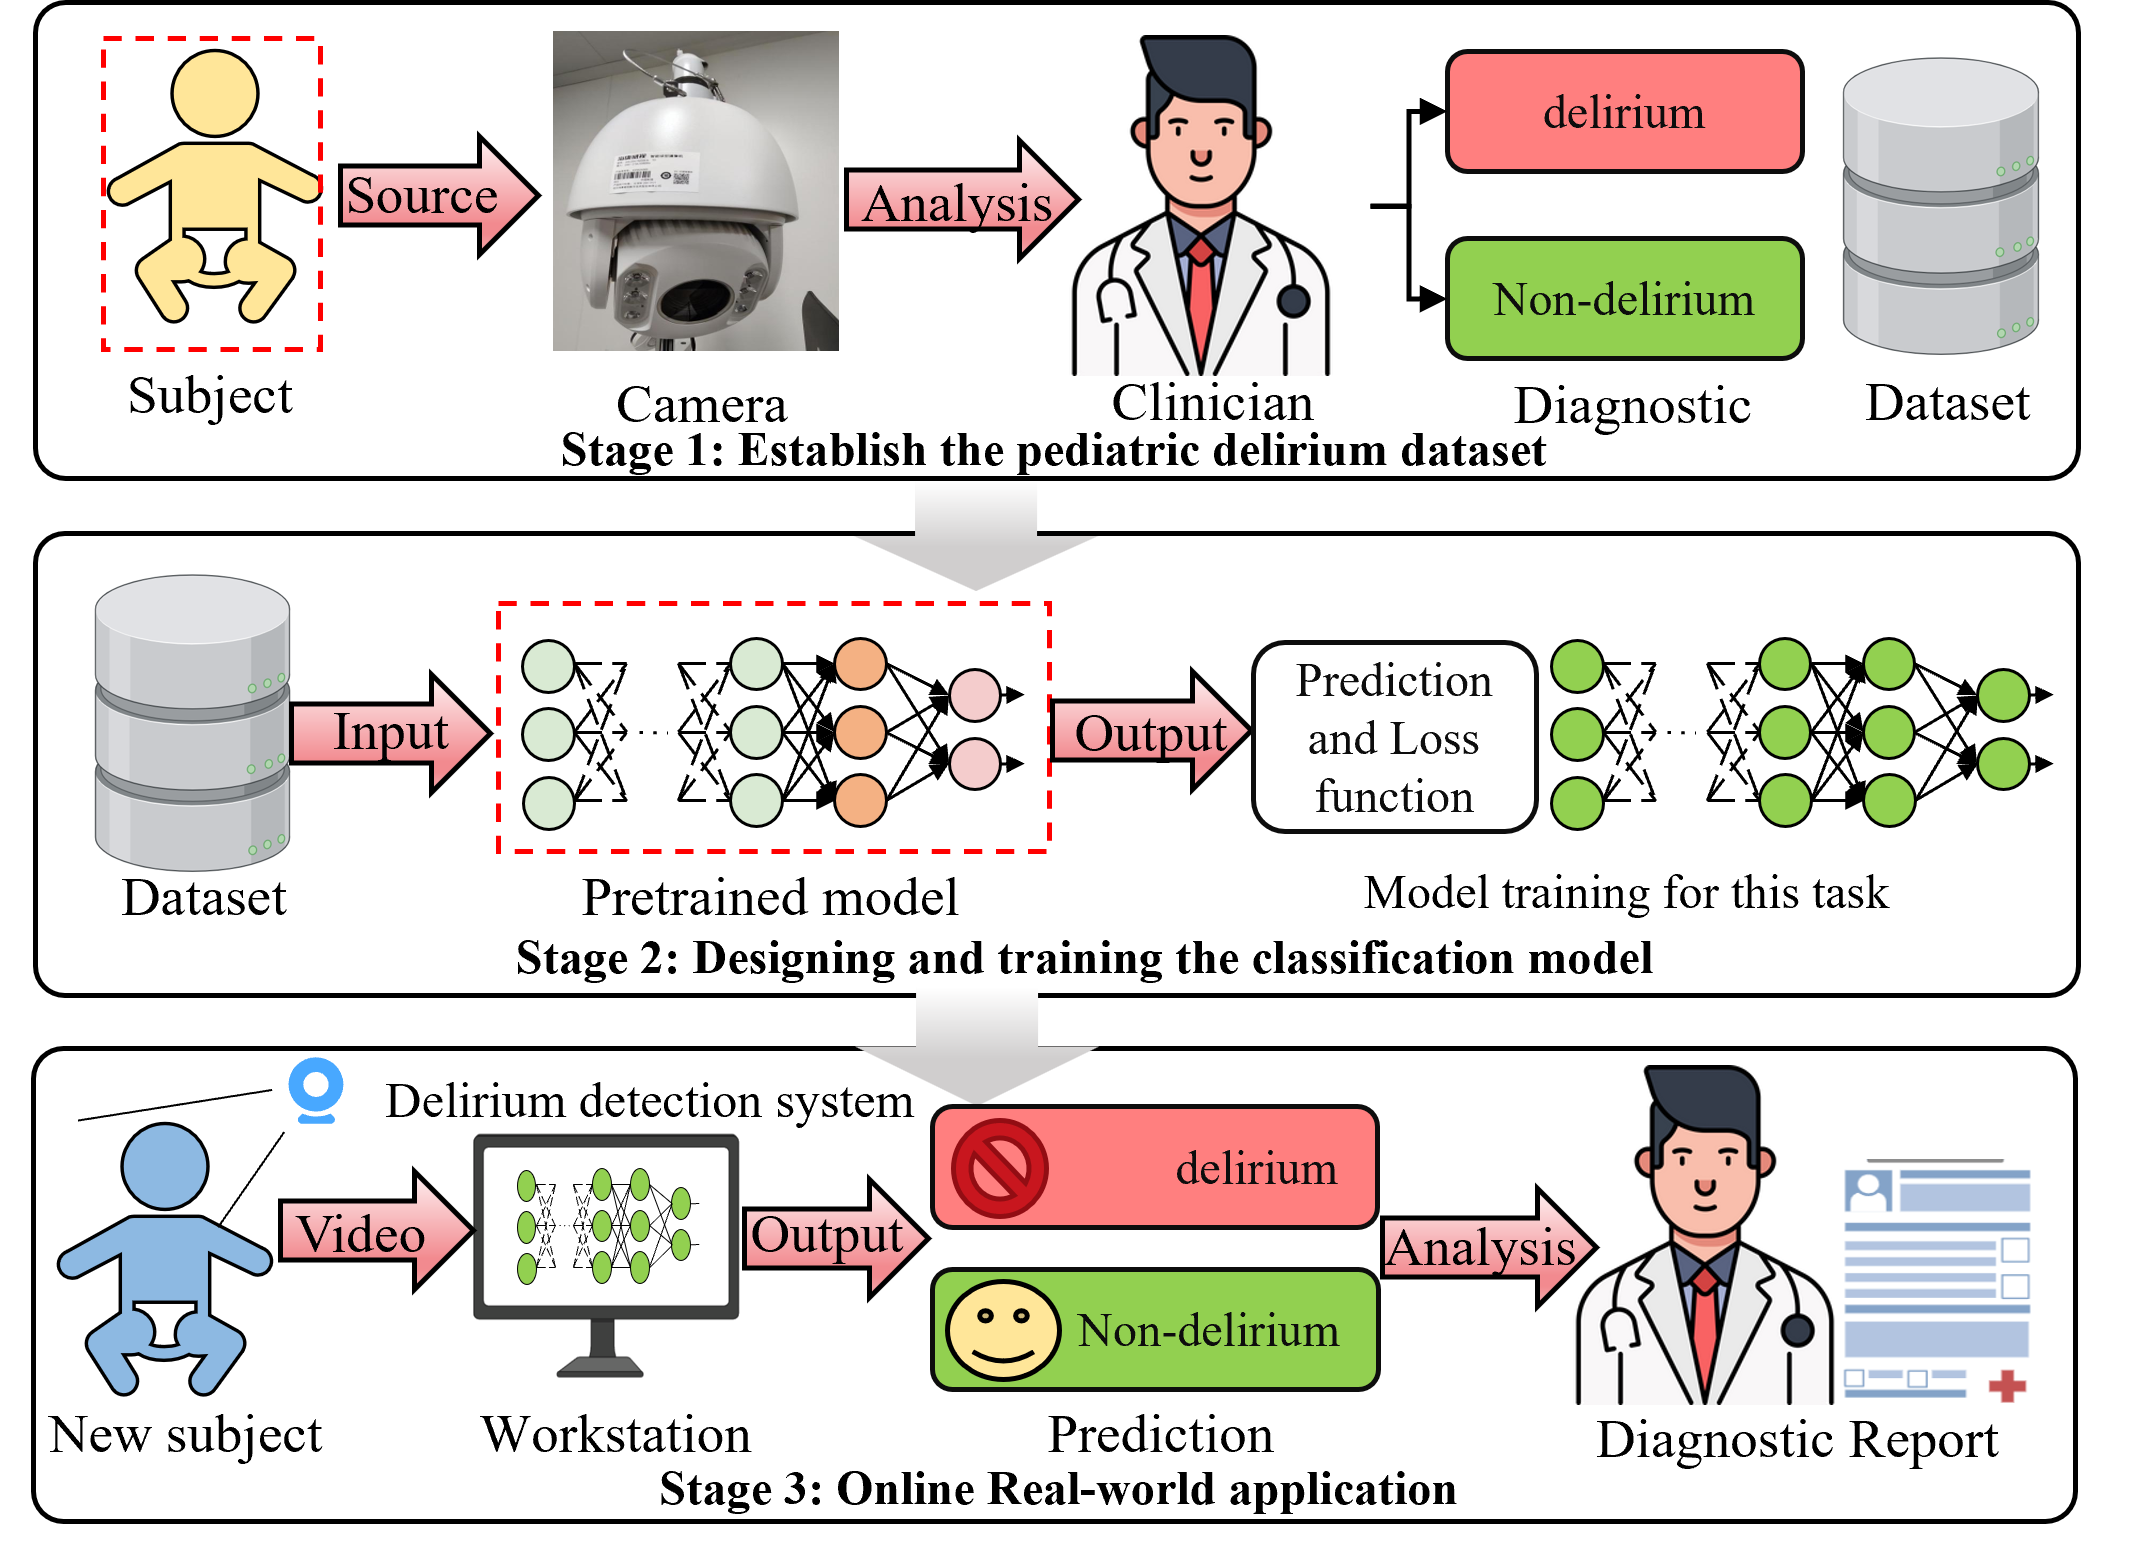 Source
Analysis
delirium
Non-delirium
Subject
Camera
Clinician
Diagnostic
Dataset
Stage 1: Establish the pediatric delirium dataset
Input
Output
Prediction
and Loss
function
Dataset
Pretrained model
Model training for this task
Stage 2: Designing and training the classification model
Delirium detection system
Video
Output
delirium
Non-delirium
Analysis
New subject
Workstation
Prediction
Diagnostic Report
Stage 3: Online Real-world application